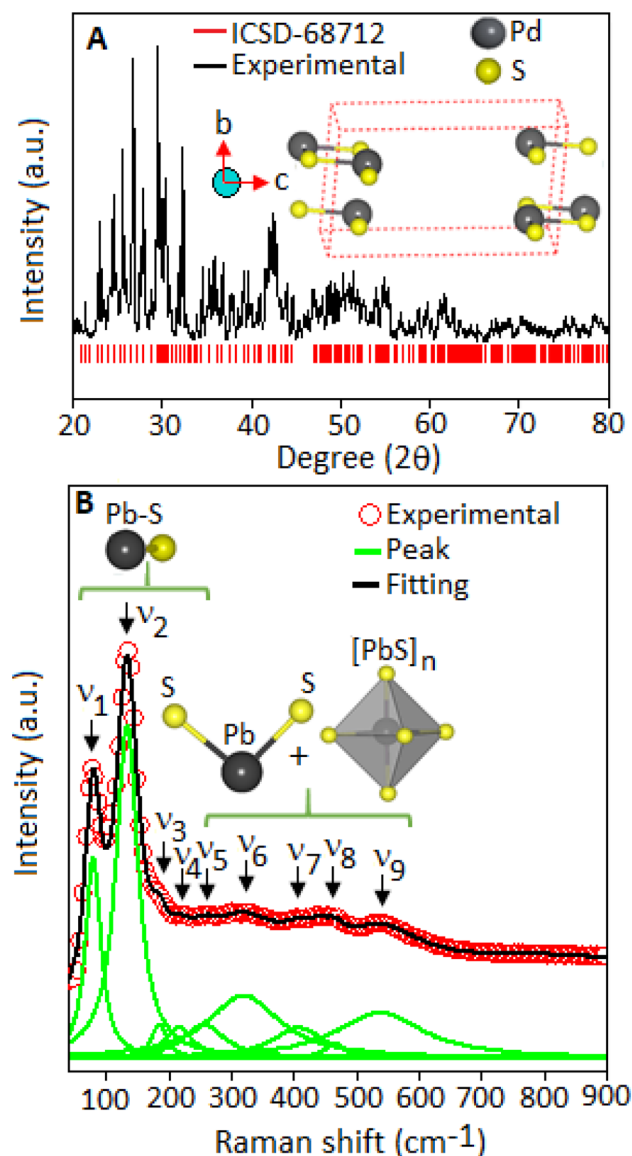 A
ICSD-68712
Experimental
Pd
S
b
c
Intensity (a.u.)
20 30 40 50 60 70 80
Degree (2θ)
B
Pb-S
Experimental
Peak
Fitting
ν1
ν2
[PbS]n
S
S
Pb
+
ν3
ν4
ν5
ν6
ν7
ν8
ν9
Intensity (a.u.)
100 200 300 400 500 600 700 800 900
Raman shift (cm-1)